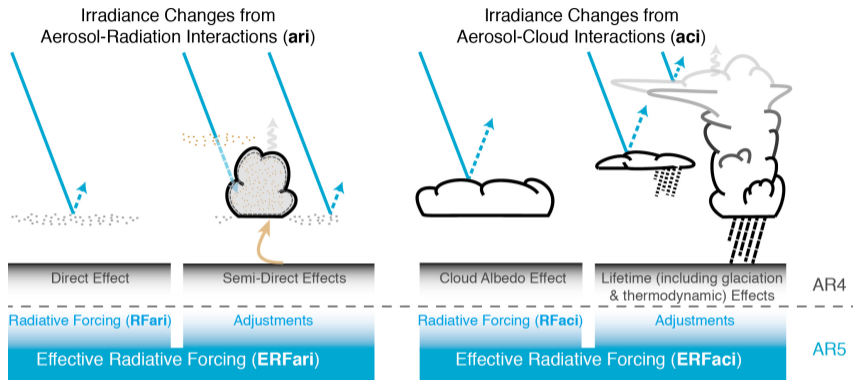 Irradiance Changes from
Aerosol-Radiation Interactions (ari)
Irradiance Changes from
Aerosol-Cloud Interactions (aci)
Direct Effect
Semi-Direct Effects
Cloud Albedo Effect
Lifetime (including glaciation
& thermodynamic) Effects
AR4
Radiative Forcing (RFari)
Adjustments
Radiative Forcing (RFaci)
Adjustments
AR5
Effective Radiative Forcing (ERFari)
Effective Radiative Forcing (ERFaci)